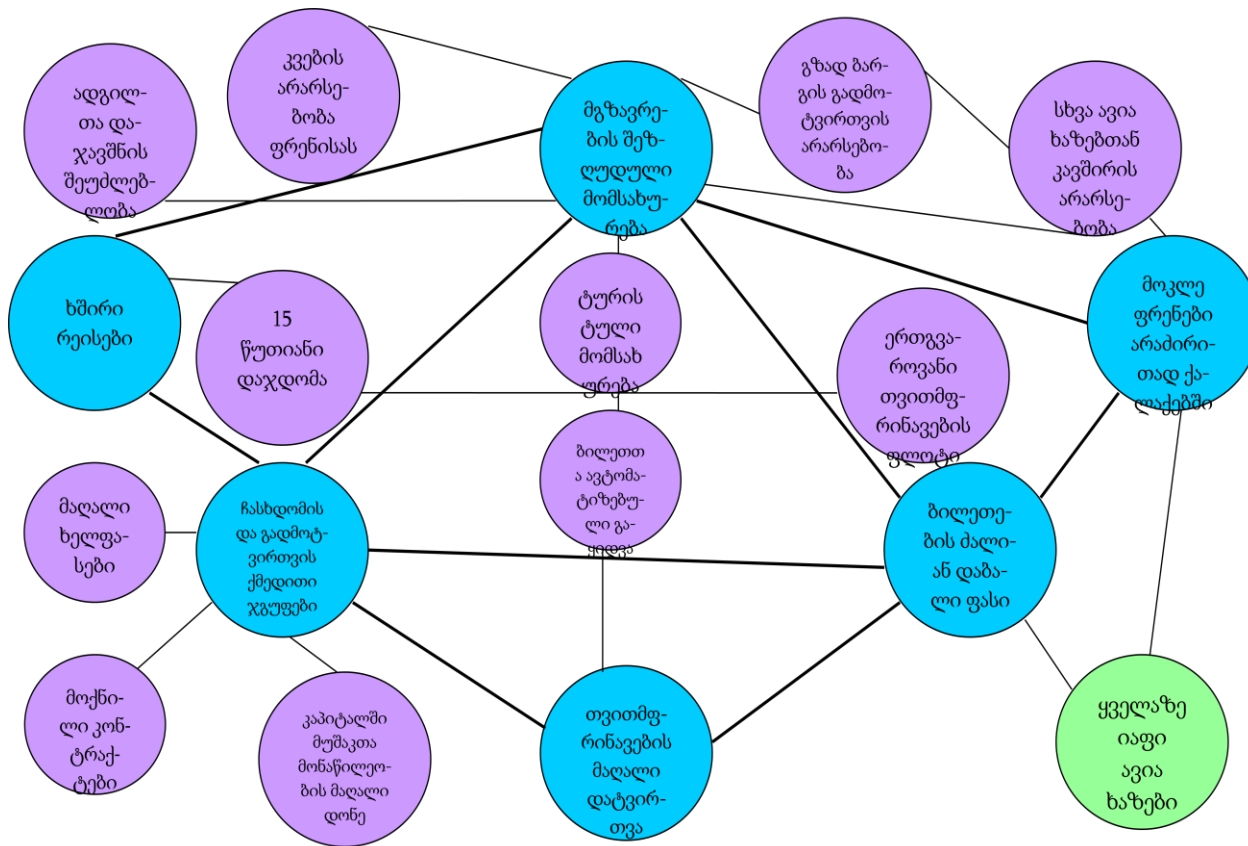 ადგილ-
თა და-
ჯავშნის
შეუძლებ-
ლობა
კვების
არარსე-
ბობა
ფრენისას
მგზავრე-
ბის შეზ-
ღუდული
მომსახუ-
რება
გზად ბარ-
გის გადმო-
ტვირთვის
არარსებო-
ბა
სხვა ავია
ხაზებთან
კავშირის
არარსე-
ბობა
ხშირი
რეისები
15
წუთიანი
დაჯდომა
ტურის
ტული
მომსახ
ურება
ერთგვა-
როვანი
თვითმფ-
რინავების
ფლოტი
მოკლე
ფრენები
არაძირი-
თად ქა-
ლაქებში
მაღალი
ხელფა-
სები
ჩასხდომის
და გადმოტ-
ვირთვის
ქმედითი
ჯგუფები
ბილეთთ
ა ავტომა-
ტიზებუ-
ლი გა-
ყიდვა
ბილეთე-
ბის ძალი-
ან დაბა-
ლი ფასი
მოქნი-
ლი კონ-
ტრაქ-
ტები
კაპიტალში
მუშაკთა
მონაწილეო-
ბის მაღალი
დონე
თვითმფ-
რინავების
მაღალი
დატვირ-
თვა
ყველაზე
იაფი
ავია
ხაზები